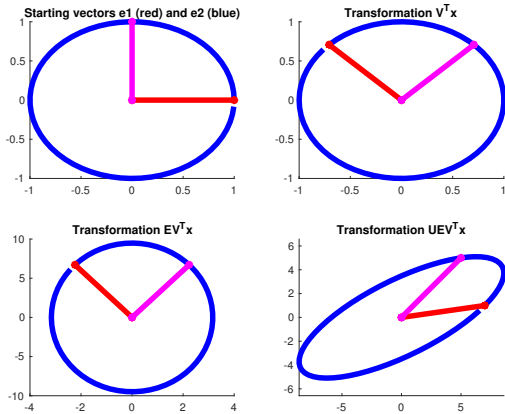 Starting vectors e1 (red) and e2 (blue)
1
0.5
0
-0.5
-1
-1 -0.5 0 0.5 1
Transformation VᵀX
1
0.5
0
-0.5
-1
-1 -0.5 0 0.5 1
Transformation EVᵀx
10
5
0
-5
-10
-4 -2 0 2 4
Transformation UEVᵀx
6
4
2
0
-2
-4
-6
-5 0 5